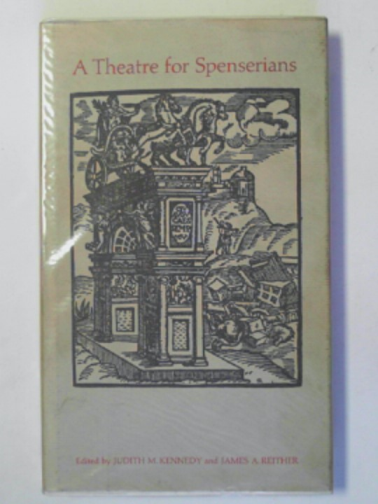 A Theatre for Spenserians
Edited by JUDITH M. KENNEDY and JAMES A. REITHER